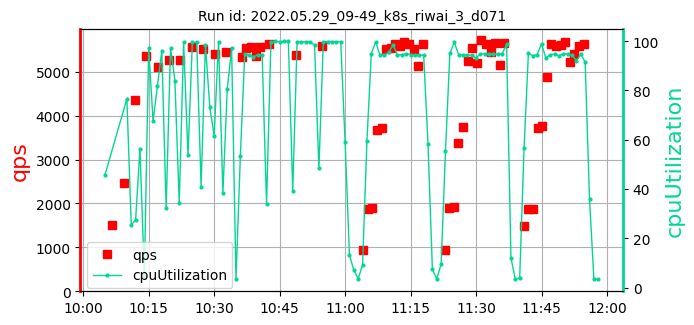 Run id: 2022.05.29_09-49_k8s_riwai_3_d071
qps
5000
4000
3000
2000
1000
0
100
80
60
40
20
0
cpuUtilization
qps
cpuUtilization
10:00 10:15 10:30 10:45 11:00 11:15 11:30 11:45 12:00